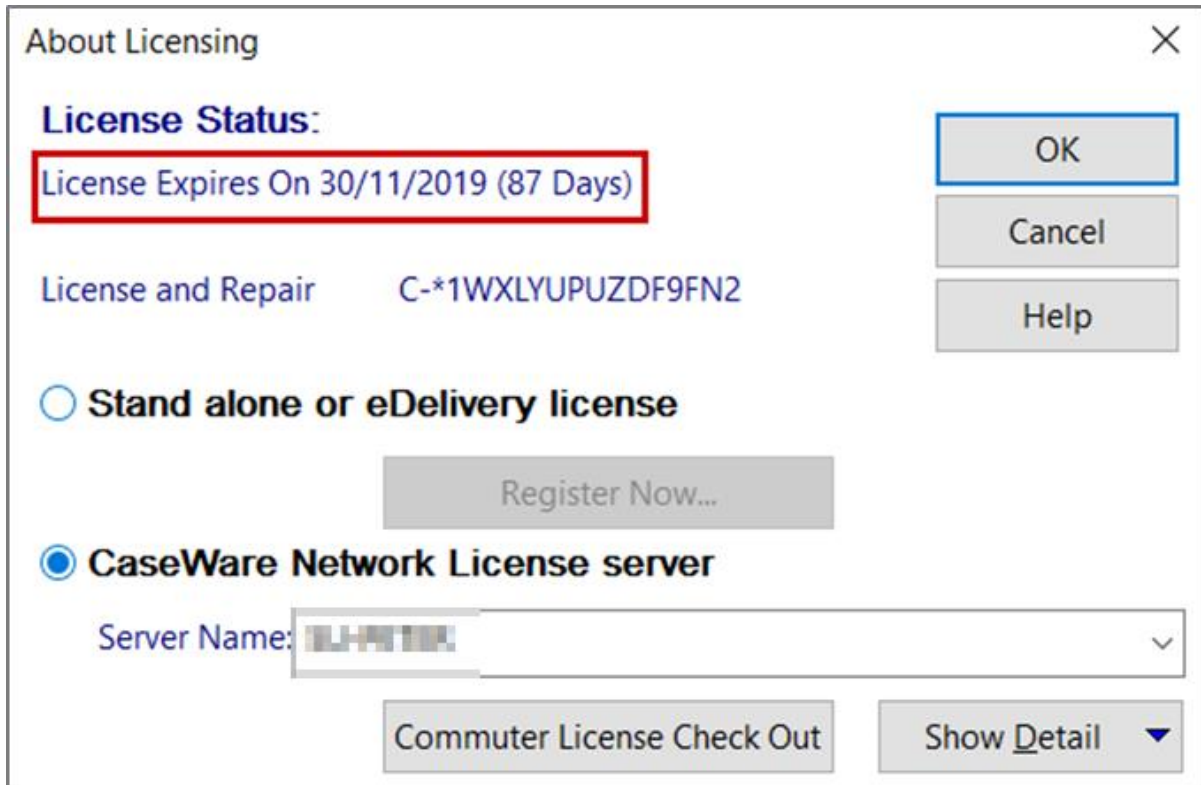 About Licensing
License Status:
OK
License Expires On 30/11/2019 (87 Days)
Cancel
License and Repair C-*1WXLYUPUZDF9FN2
Help
Stand alone or eDelivery license
Register Now...
CaseWare Network License server
Server Name:
Commuter License Check Out
Show Detail